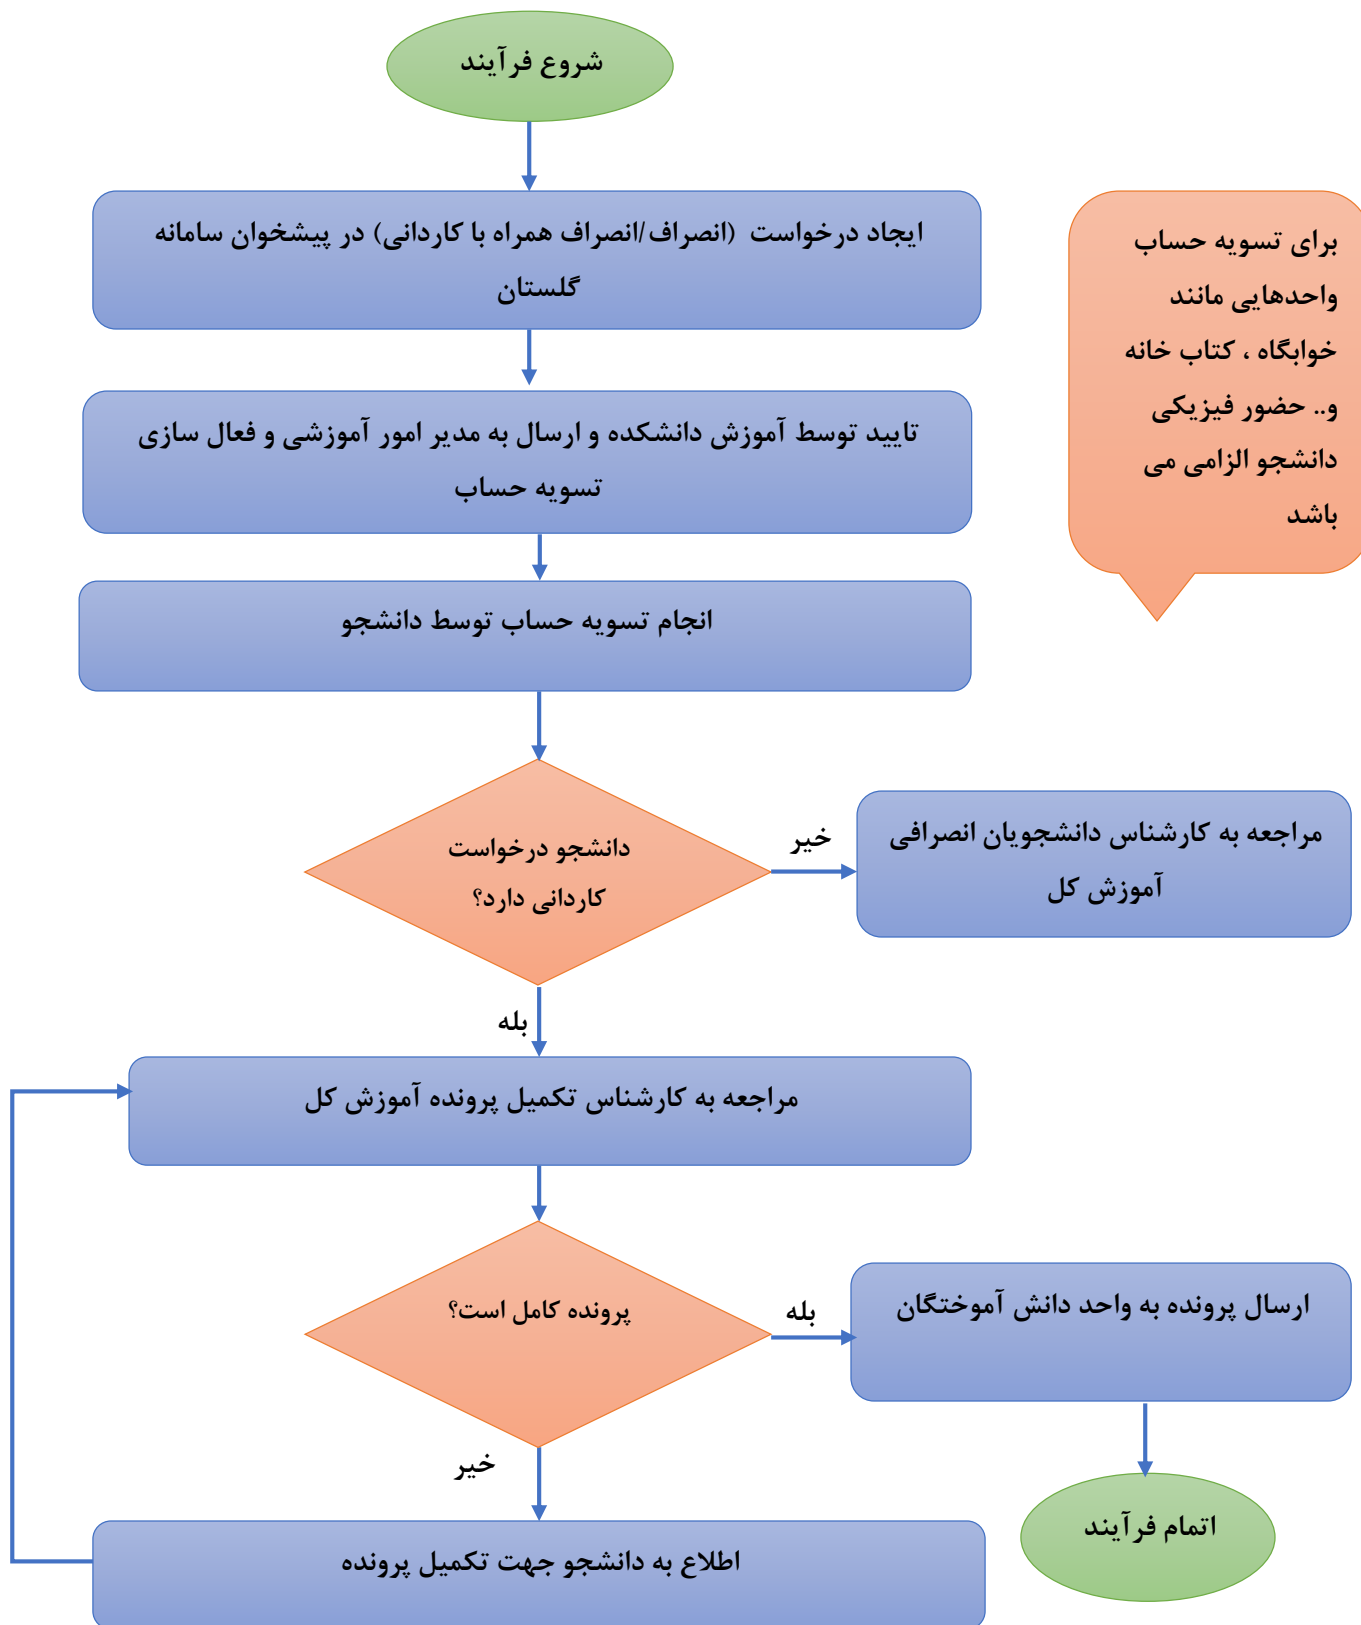 شروع فرآیند
ایجاد درخواست (انصراف/انصراف همراه با کاردانی) در پیشخوان سامانه
گلستان
برای تسویه حساب
واحدهایی مانند
خوابگاه ، کتاب خانه
و.. حضور فیزیکی
دانشجو الزامی می
باشد
تایید توسط آموزش دانشکده و ارسال به مدیر امور آموزشی و فعال سازی
تسویه حساب
انجام تسویه حساب توسط دانشجو
دانشجو درخواست
کاردانی دارد؟
خیر
مراجعه به کارشناس دانشجویان انصرافی
آموزش کل
بله
مراجعه به کارشناس تکمیل پرونده آموزش کل
پرونده کامل است؟
بله
ارسال پرونده به واحد دانش آموختگان
خیر
اتمام فرآیند
اطلاع به دانشجو جهت تکمیل پرونده